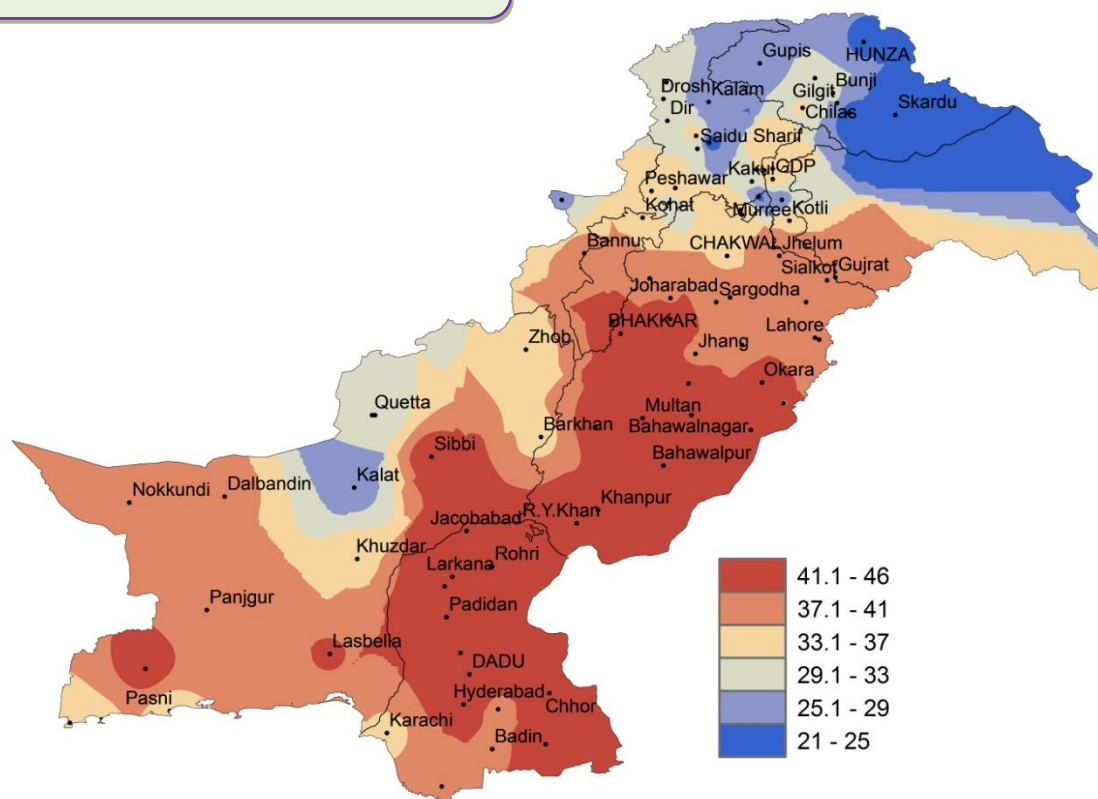 Gupis
HUNZA
Drosh
Kalam
Gilgit
Bunji
Skardu
Dir
Chilas
Saidu Sharif
Kakul
GDP
Peshawar
Kohat
Murree
Kotli
Bannu
CHAKWAL
Jhelum
Sialkot
Gujrat
Joharabad
Sargodha
BHAKKAR
Lahore
Zhob
Jhang
Okara
Quetta
Multan
Barkhan
Bahawalnagar
Sibbi
Bahawalpur
Nokkundi
Dalbandin
Kalat
Khanpur
R.Y.Khan
Jacobabad
Khuzdar
Rohri
Larkana
Panjgur
Padidan
Lasbella
DADU
Pasni
Hyderabad
Chhor
Karachi
Badin
41.1 - 46
37.1 - 41
33.1 - 37
29.1 - 33
25.1 - 29
21 - 25